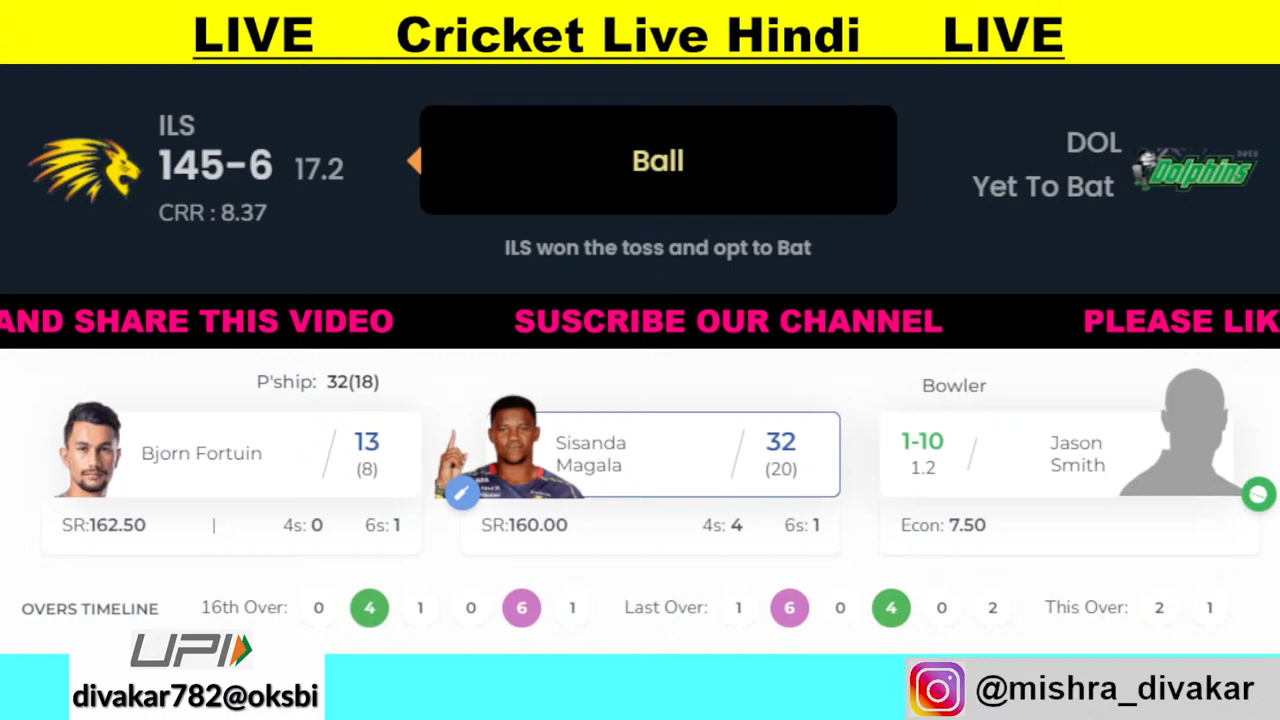 LIVE Cricket Live Hindi LIVE
ILS
145-6 17.2
CRR : 8.37
Ball
DOL
Yet To Bat
Dolphins
ILS won the toss and opt to Bat
AND SHARE THIS VIDEO SUSCRIBE OUR CHANNEL PLEASE LIK
P'ship: 32(18)
Bjorn Fortuin 13
(8)
SR:162.50 | 4s: 0 6s: 1
Sisanda
Magala
32
(20)
SR:160.00 4s: 4 6s: 1
Bowler
1-10
1.2
Jason
Smith
Econ: 7.50
OVERS TIMELINE 16th Over: 0 4 1 0 6 1 Last Over: 1 6 0 4 0 2 This Over: 2 1
UPI
divakar782@oksbi
@mishra_divakar